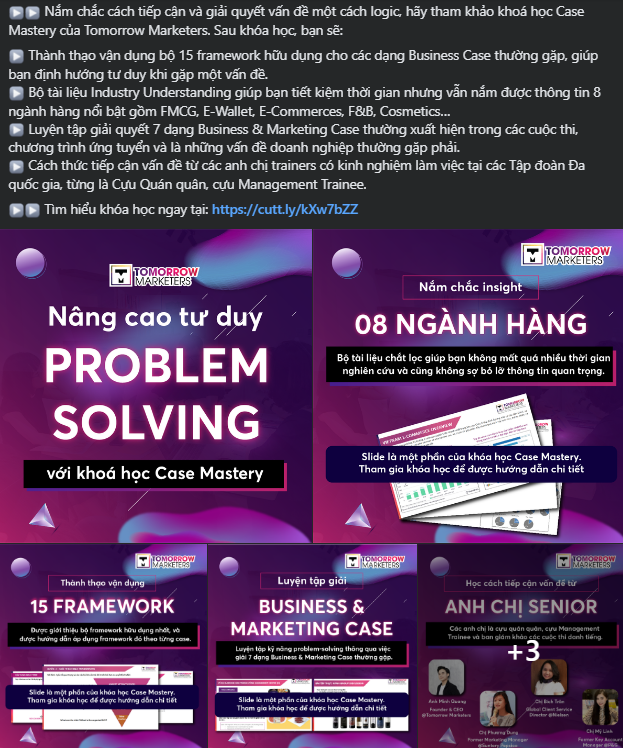 Nắm chắc cách tiếp cận và giải quyết vấn đề một cách logic, hãy tham khảo khoá học Case
Mastery của Tomorrow Marketers. Sau khóa học, bạn sẽ:
Thành thạo vận dụng bộ 15 framework hữu dụng cho các dạng Business Case thường gặp, giúp
bạn định hướng tư duy khi gặp một vấn đề.
Bộ tài liệu Industry Understanding giúp bạn tiết kiệm thời gian nhưng vẫn nắm được thông tin 8
ngành hàng nổi bật gồm FMCG, E-Wallet, E-Commerces, F&B, Cosmetics...
Luyện tập giải quyết 7 dạng Business & Marketing Case thường xuất hiện trong các cuộc thi,
chương trình ứng tuyển và là những vấn đề doanh nghiệp thường gặp phải.
Cách thức tiếp cận vấn đề từ các anh chị trainers có kinh nghiệm làm việc tại các Tập đoàn Đa
quốc gia, từng là Cựu Quán quân, cựu Management Trainee.
Tìm hiểu khóa học ngay tại: https://cutt.ly/kXw7bZZ
TOMORROW
MARKETERS
Nâng cao tư duy
PROBLEM
SOLVING
với khoá học Case Mastery
TOMORROW
MARKETERS
Nắm chắc insight
08 NGÀNH HÀNG
Bộ tài liệu chắt lọc giúp bạn không mất quá nhiều thời gian
nghiên cứu và cũng không sợ bỏ lỡ thông tin quan trọng.
Slide là một phần của khóa học Case Mastery.
Tham gia khóa học để được hướng dẫn chi tiết
TOMORROW
MARKETERS
Thành thạo vận dụng
15 FRAMEWORK
Được giới thiệu bộ framework hữu dụng nhất, và
được hướng dẫn áp dụng framework đó theo từng case.
Slide là một phần của khóa học Case Mastery.
Tham gia khóa học để được hướng dẫn chi tiết
TOMORROW
MARKETERS
Luyện tập giải
BUSINESS &
MARKETING CASE
Luyện tập kỹ năng problem-solving thông qua việc
giải 7 dạng Business & Marketing Case thường gặp.
Slide là một phần của khóa học Case Mastery.
Tham gia khóa học để được hướng dẫn chi tiết
TOMORROW
MARKETERS
Học cách tiếp cận vấn đề từ
ANH CHỊ SENIOR
Các anh chị là cựu quán quân, cựu Management
Trainee và ban giám khảo các cuộc thi danh tiếng.
+3
Anh Minh Quang
Founder & CEO
@Tomorrow Marketers
Chị Bích Trâm
Global Client Service
Director @Nielsen
Chị Phương Dung
Former Marketing Manager
Chị Mỹ Linh
Former Key Account